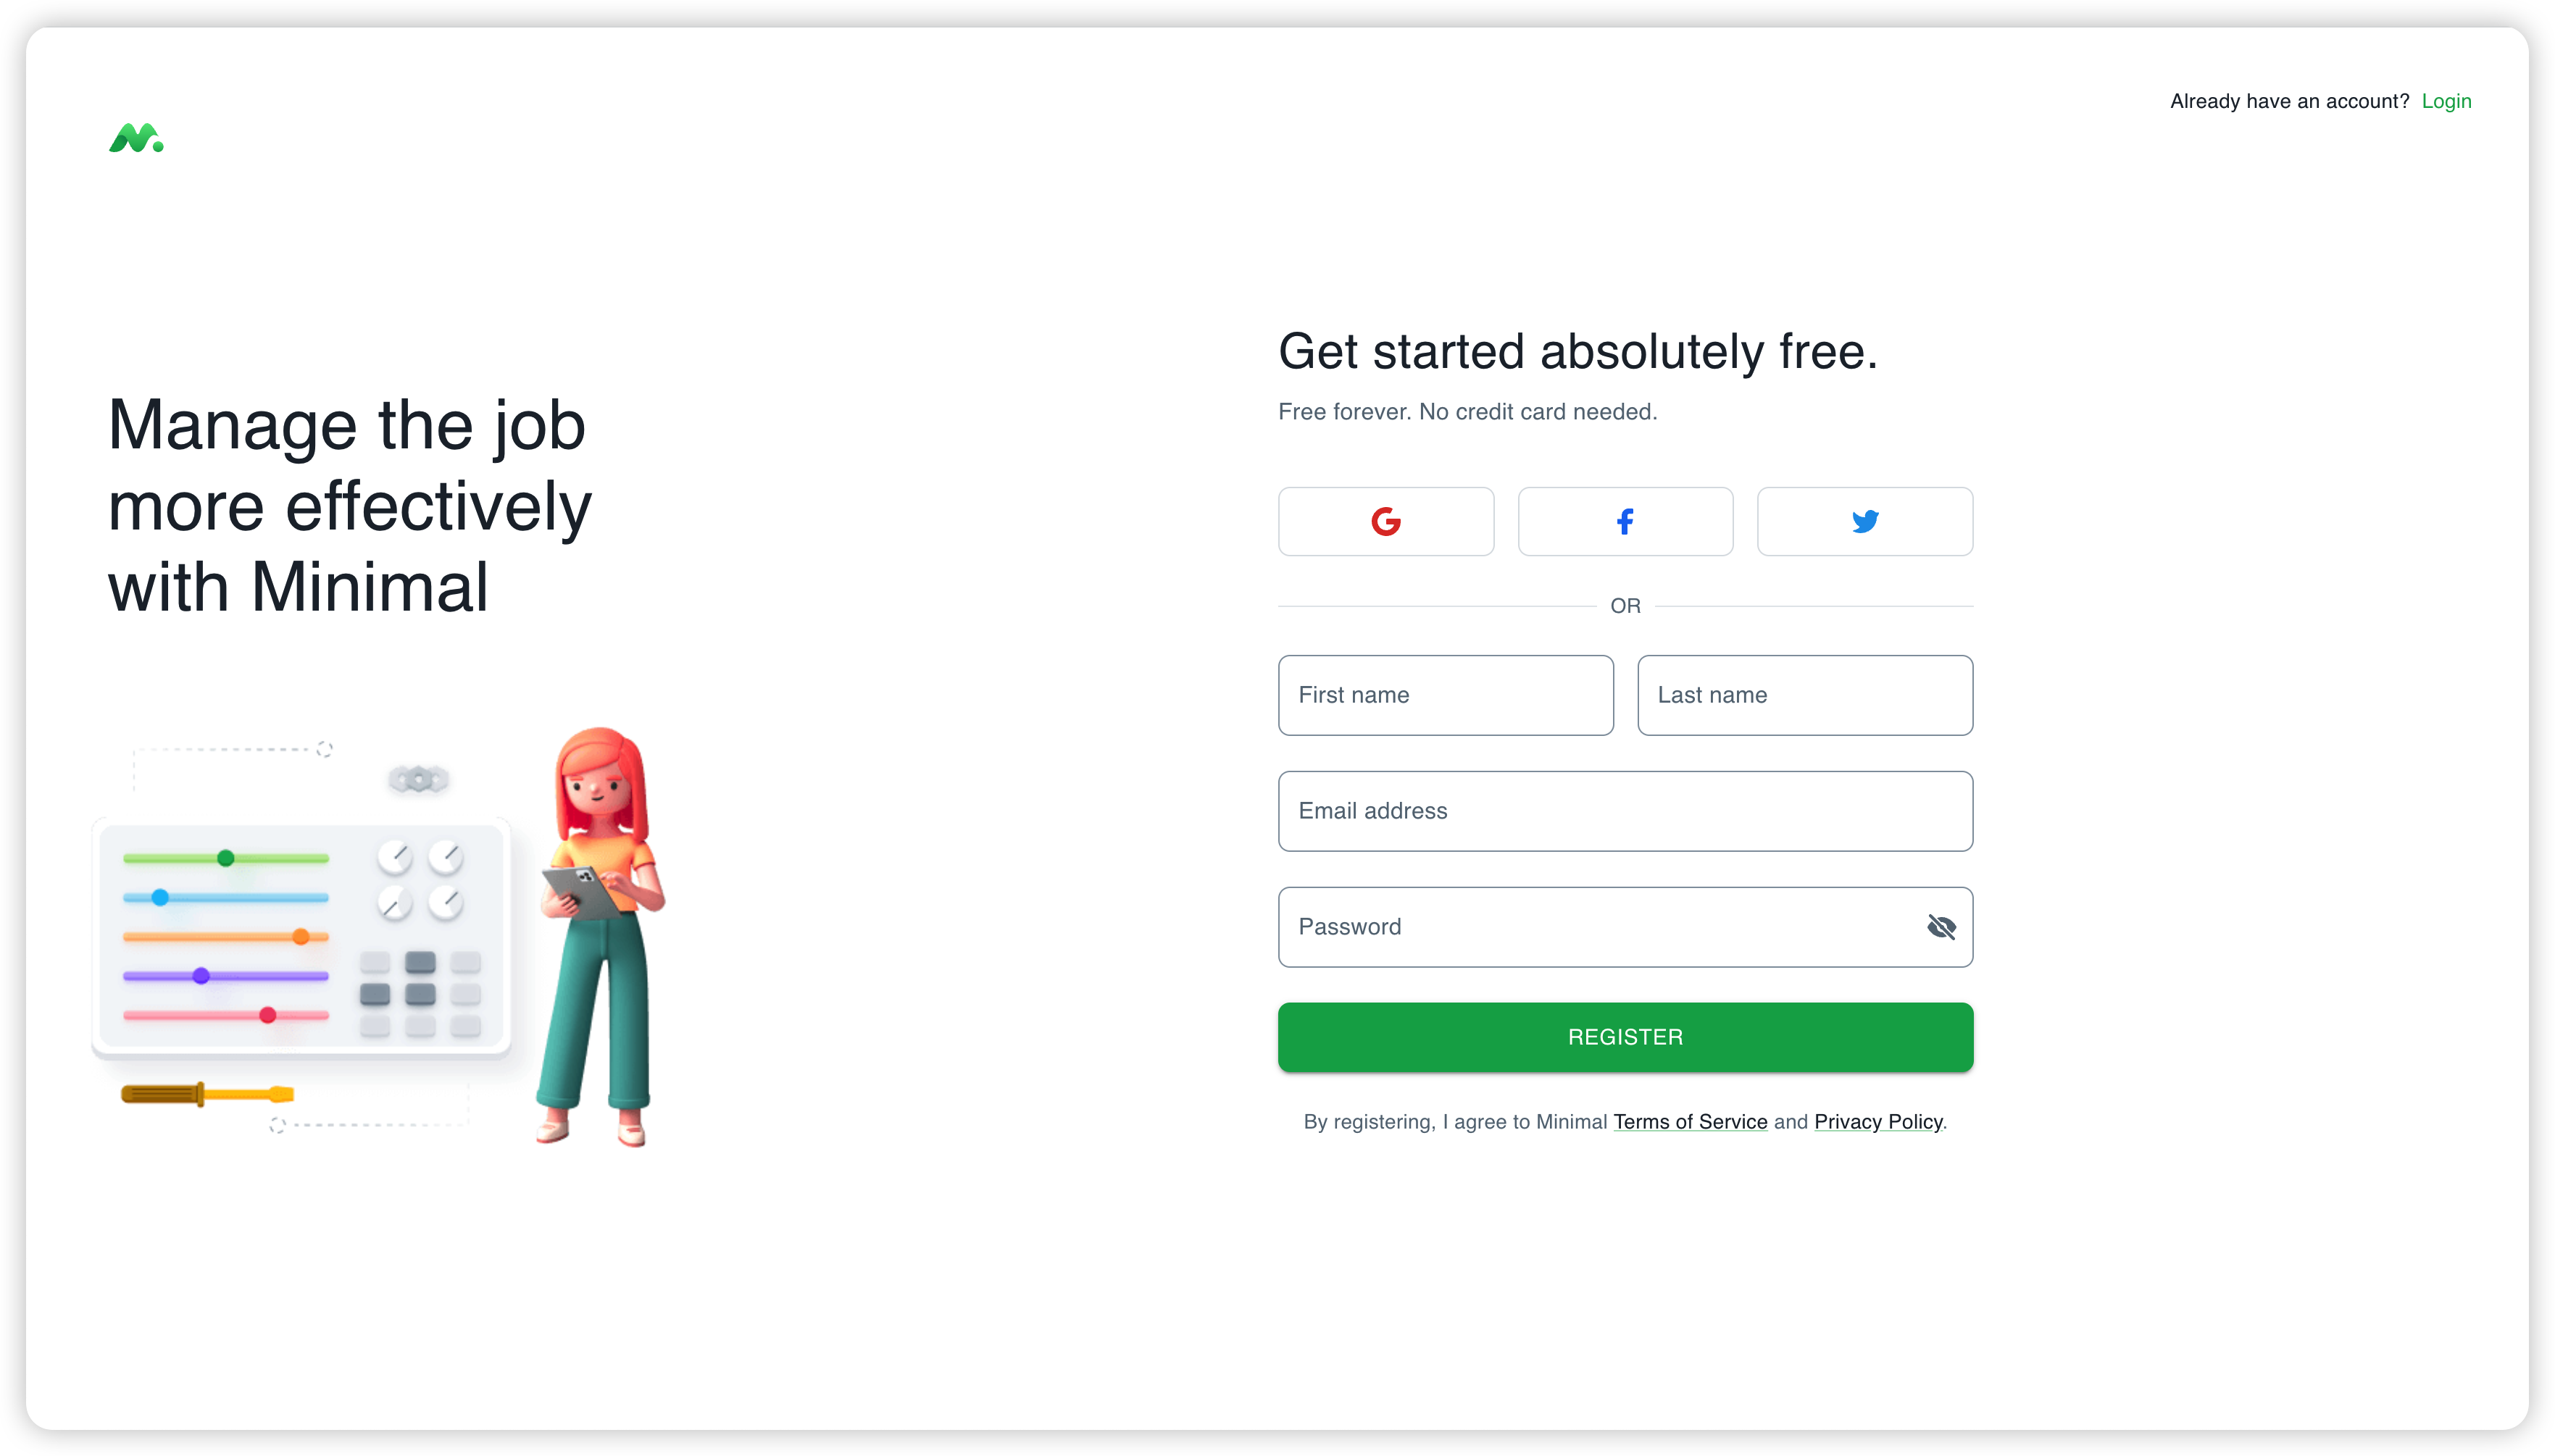 Already have an account? Login
Manage the job
more effectively
with Minimal
Get started absolutely free.
Free forever. No credit card needed.
OR
First name
Last name
Email address
Password
REGISTER
By registering, I agree to Minimal Terms of Service and Privacy Policy.